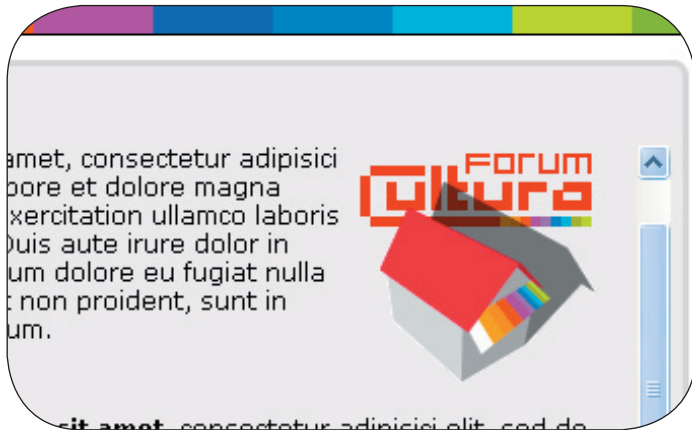 amet, consectetur adipisici
bore et dolore magna
xercitation ullamco laboris
Duis aute irure dolor in
um dolore eu fugiat nulla
t non proident, sunt in
um.
FORUM
Cultura
sit amet, consectetur adipisici elit, sed do